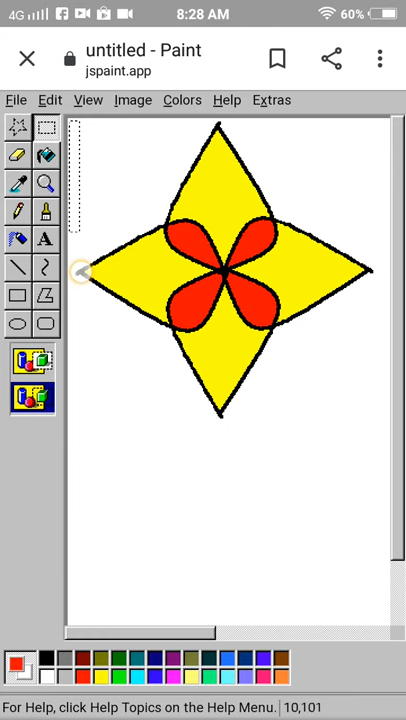 4G 8:28 AM 60%
untitled - Paint
jspaint.app
File Edit View Image Colors Help Extras
A
For Help, click Help Topics on the Help Menu. 10,101